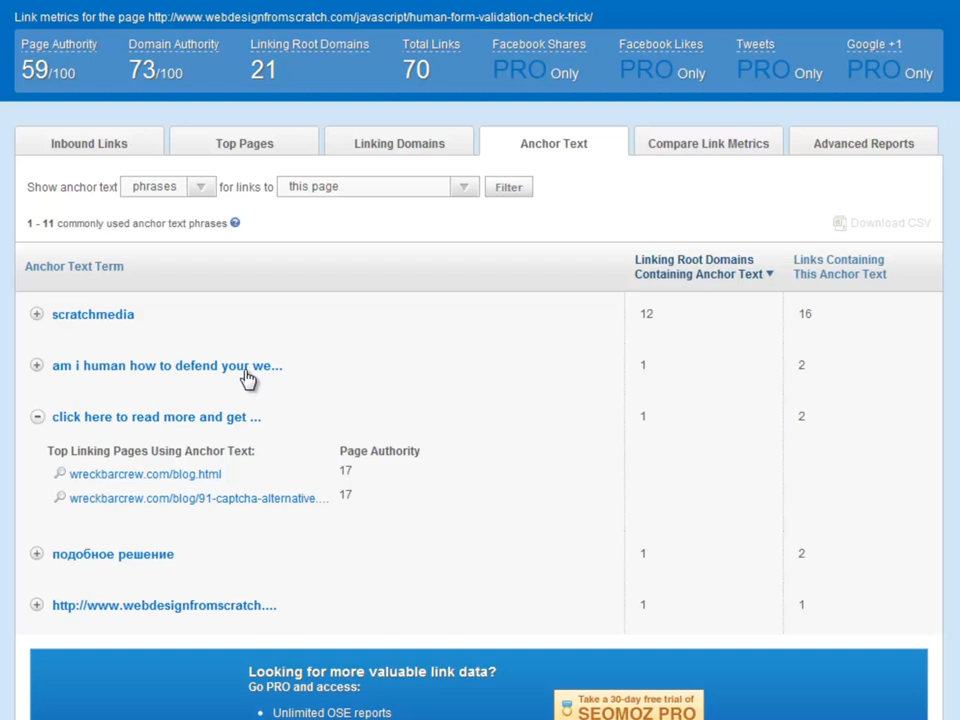 Link metrics for the page http://www.webdesignfromscratch.com/javascript/human-form-validation-check-trick/
Page Authority Domain Authority Linking Root Domains Total Links Facebook Shares Facebook Likes Tweets Google +1
59/100 73/100 21 70 PRO Only PRO Only PRO Only PRO Only
Inbound Links Top Pages Linking Domains Anchor Text Compare Link Metrics Advanced Reports
Show anchor text phrases for links to this page Filter
1 - 11 commonly used anchor text phrases ?
Download CSV
Anchor Text Term
Linking Root Domains
Containing Anchor Text
Links Containing
This Anchor Text
scratchmedia 12 16
am i human how to defend your we... 1 2
click here to read more and get ... 1 2
Top Linking Pages Using Anchor Text: Page Authority
wreckbarcrew.com/blog.html 17
wreckbarcrew.com/blog/91-captcha-alternative.... 17
подобное решение 1 2
http://www.webdesignfromscratch.... 1 1
Looking for more valuable link data?
Go PRO and access:
• Unlimited OSE reports
Take a 30-day free trial of
SEOMOZ PRO